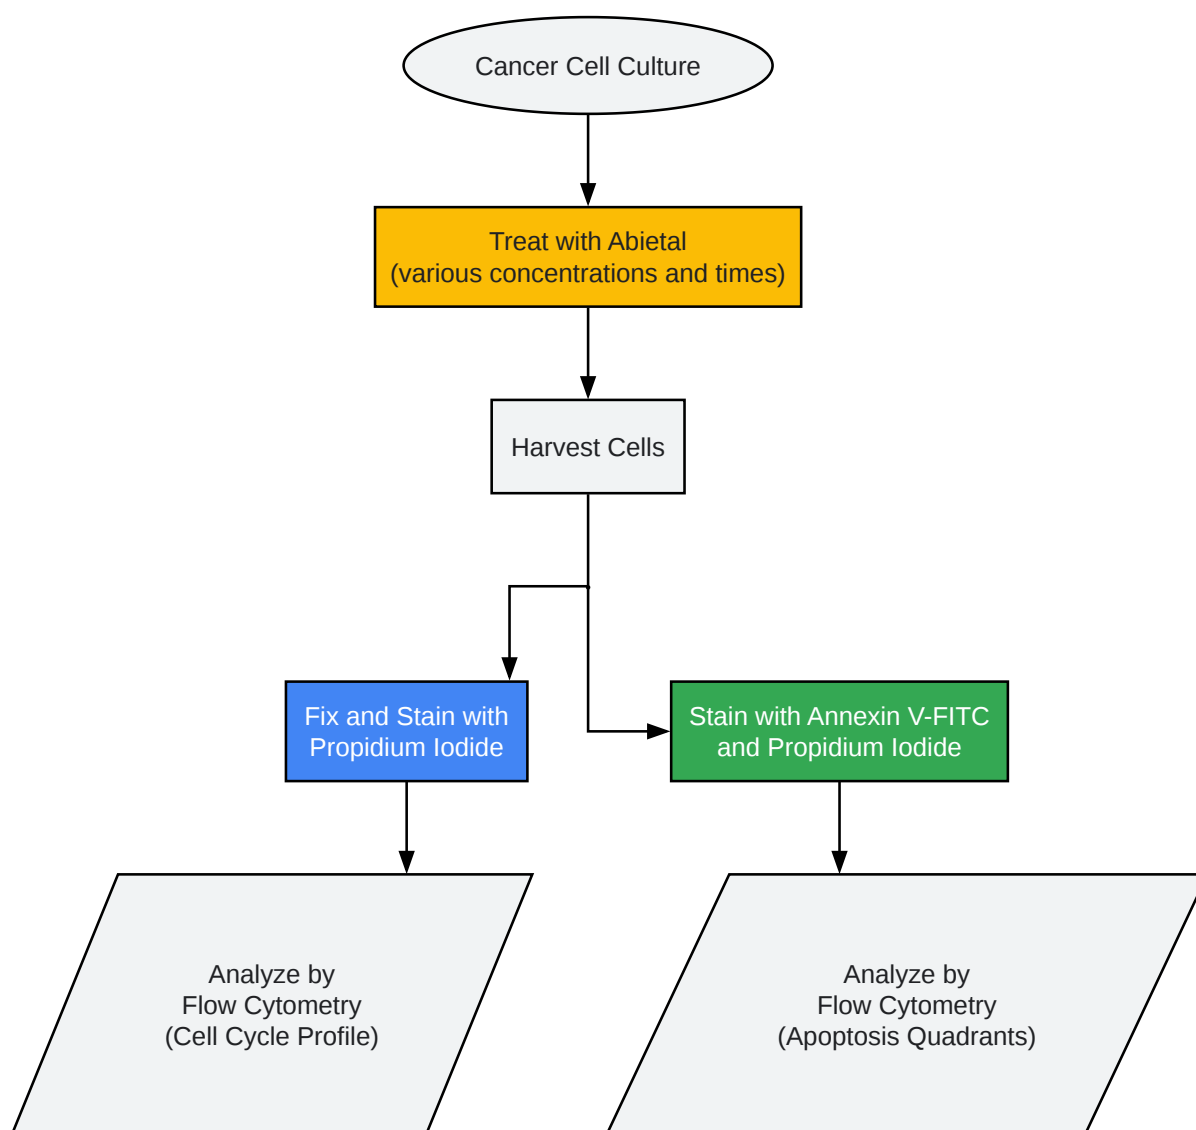 Cancer Cell Culture
Treat with Abietal
(various concentrations and times)
Harvest Cells
Fix and Stain with
Propidium Iodide
Stain with Annexin V-FITC
and Propidium Iodide
Analyze by
Flow Cytometry
(Cell Cycle Profile)
Analyze by
Flow Cytometry
(Apoptosis Quadrants)